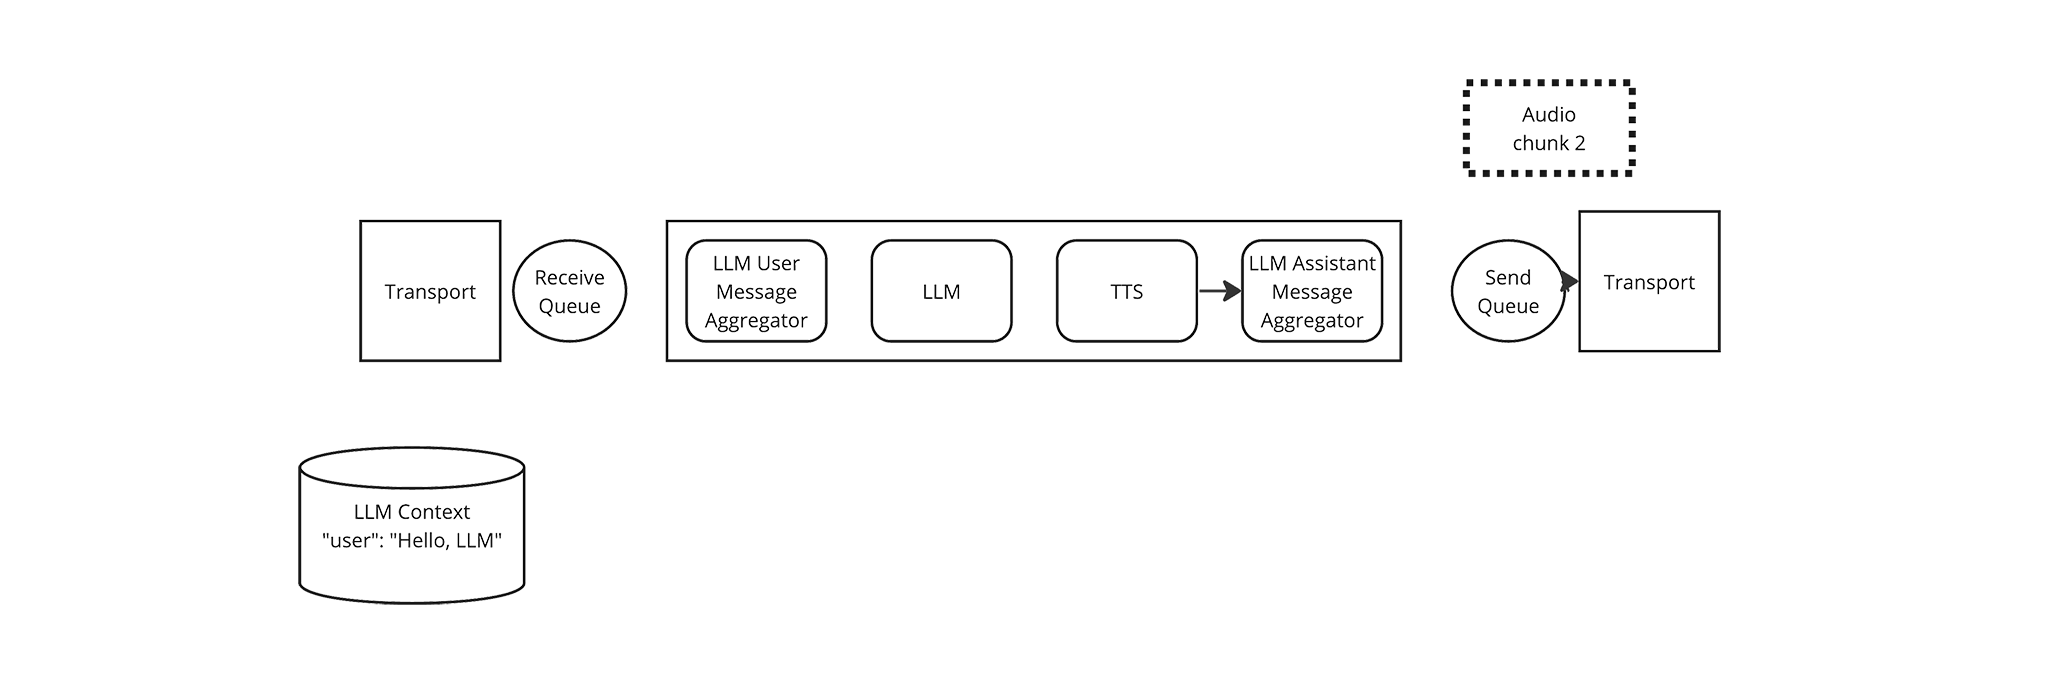 Audio
chunk 2
Transport
Receive
Queue
LLM User
Message
Aggregator
LLM
TTS
LLM Assistant
Message
Aggregator
Send
Queue
Transport
LLM Context
"user": "Hello, LLM"